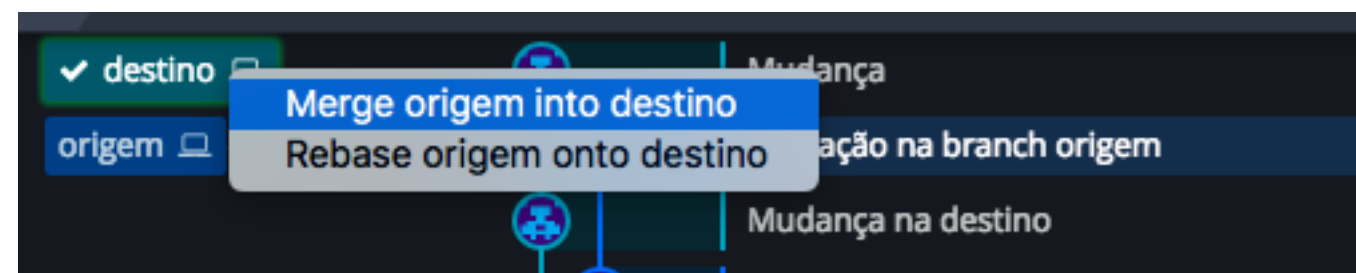 destino
Mudança
Merge origem into destino
origem
ação na branch origem
Rebase origem onto destino
Mudança na destino